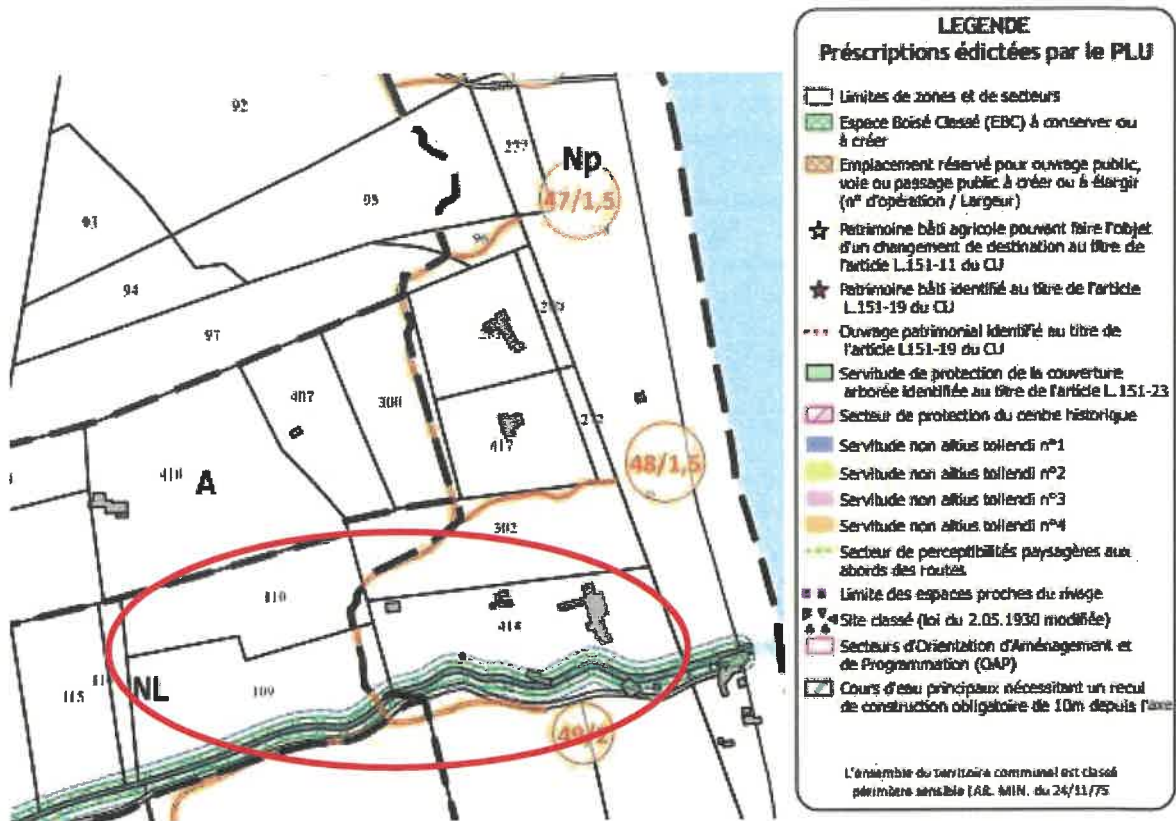 92
277
Np
47/1,5
93
95
96
94
97
407
300
417
272
48/1,5
410
A
302
110
414
115
NL
109
49/2
LEGENDE
Préscriptions édictées par le PLU
Limites de zones et de secteurs
Espace Boisé Classé (EBC) à conserver ou
à créer
Emplacement réservé pour ouvrage public,
voie ou passage public à créer ou à élargir
(n° d'opération / Largeur)
Patrimoine bâti agricole pouvant faire l'objet
d'un changement de destination au titre de
l'article L.151-11 du CU
Patrimoine bâti identifié au titre de l'article
L.151-19 du CU
Ouvrage patrimonial identifié au titre de
l'article L151-19 du CU
Servitude de protection de la couverture
arborée identifiée au titre de l'article L.151-23
Secteur de protection du centre historique
Servitude non altius tollendi n°1
Servitude non altius tollendi n°2
Servitude non altius tollendi n°3
Servitude non altius tollendi n°4
Secteur de perceptibilités paysagères aux
abords des routes
Limite des espaces proches du rivage
Site classé (loi du 2.05.1930 modifiée)
Secteurs d'Orientation d'Aménagement et
de Programmation (OAP)
Cours d'eau principaux nécessitant un recul
de construction obligatoire de 10m depuis l'axe
L'ensemble du territoire communal est classé
périmètre sensible (AR. MIN. du 24/11/75